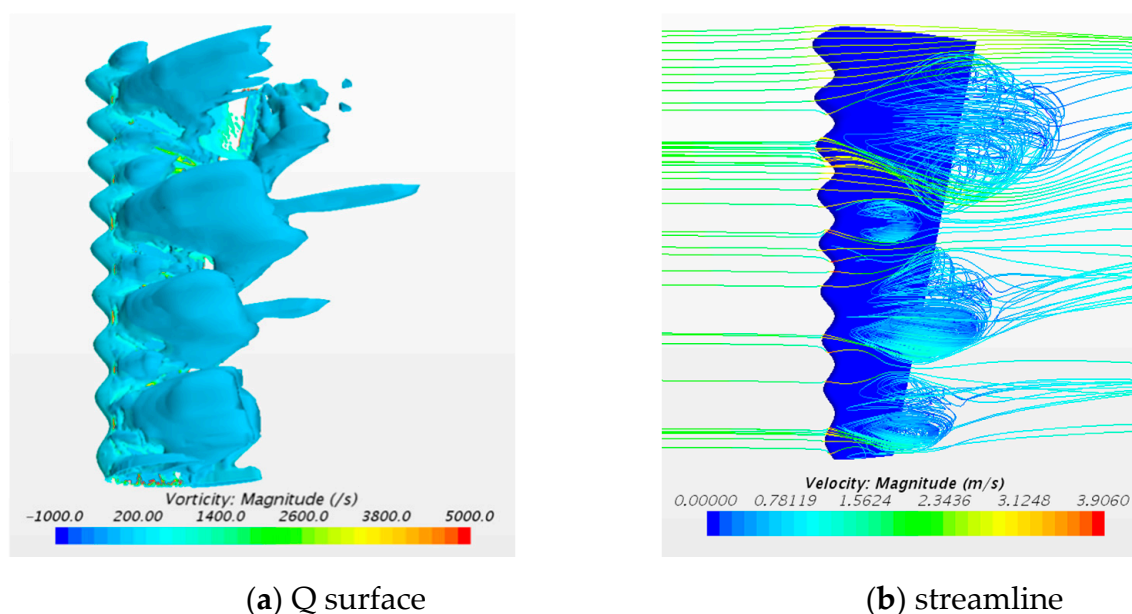 Vorticity: Magnitude (/s)
-1000.0 200.00 1400.0 2600.0 3800.0 5000.0
Velocity: Magnitude (m/s)
0.00000 0.78119 1.5624 2.3436 3.1248 3.9060
(a) Q surface
(b) streamline